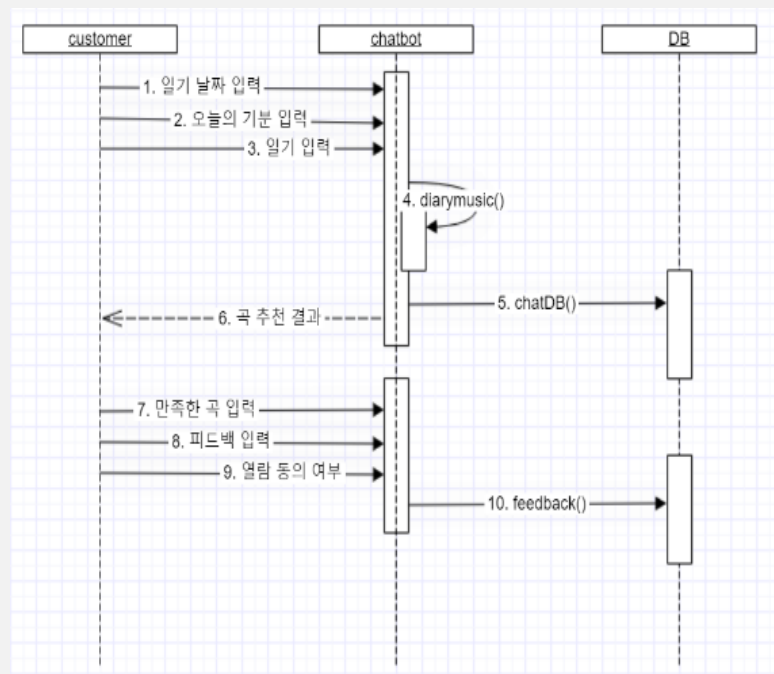 customer
chatbot
DB
1. 일기 날짜 입력
2. 오늘의 기분 입력
3. 일기 입력
4. diarymusic()
5. chatDB()
6. 곡 추천 결과
7. 만족한 곡 입력
8. 피드백 입력
9. 열람 동의 여부
10. feedback()